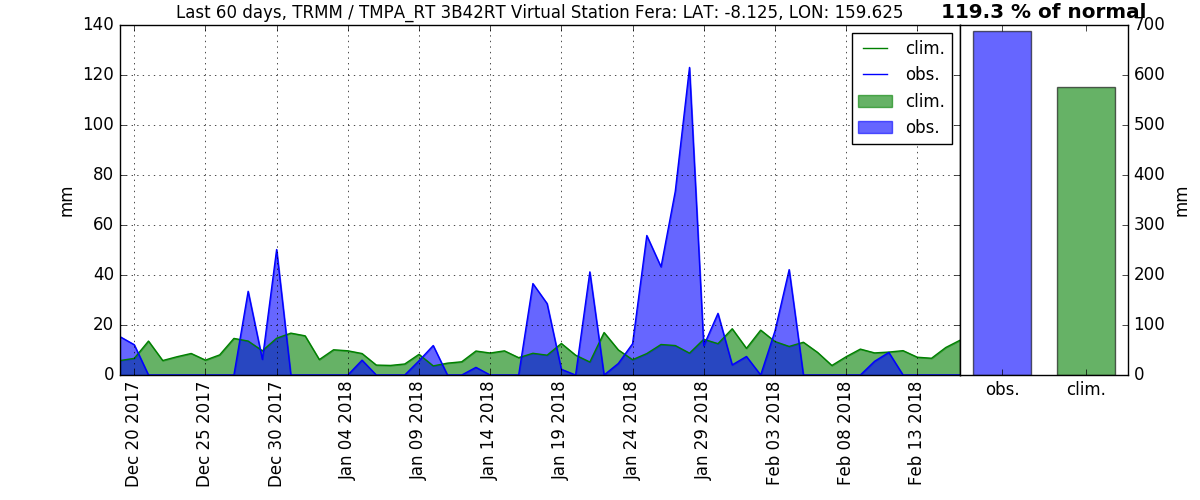 Last 60 days, TRMM / TMPA_RT 3B42RT Virtual Station Fera: LAT: -8.125, LON: 159.625
119.3 % of normal
140
120
100
80
60
40
20
0
mm
clim.
obs.
clim.
obs.
Dec 20 2017
Dec 25 2017
Dec 30 2017
Jan 04 2018
Jan 09 2018
Jan 14 2018
Jan 19 2018
Jan 24 2018
Jan 29 2018
Feb 03 2018
Feb 08 2018
Feb 13 2018
700
600
500
400
300
200
100
0
mm
obs.
clim.